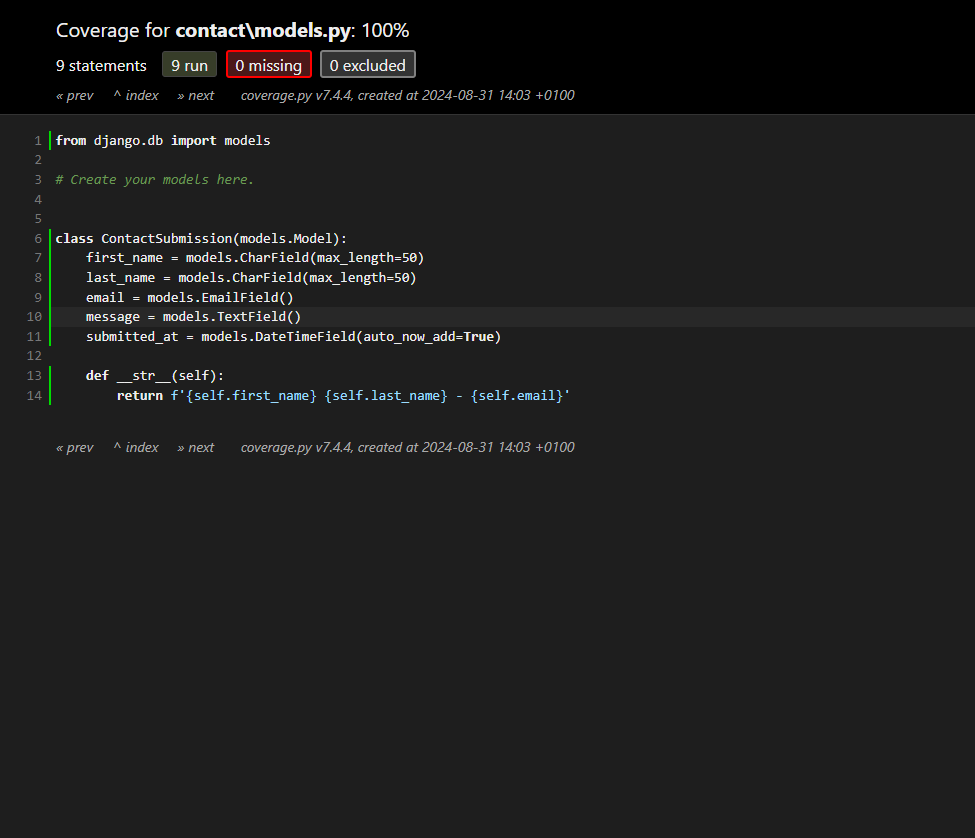 Coverage for contact\models.py: 100%
9 statements 9 run 0 missing 0 excluded
« prev ^ index » next coverage.py v7.4.4, created at 2024-08-31 14:03 +0100
1 from django.db import models
2
3 # Create your models here.
4
5
6 class ContactSubmission(models.Model):
7     first_name = models.CharField(max_length=50)
8     last_name = models.CharField(max_length=50)
9     email = models.EmailField()
10     message = models.TextField()
11     submitted_at = models.DateTimeField(auto_now_add=True)
12
13     def __str__(self):
14         return f'{self.first_name} {self.last_name} - {self.email}'
« prev ^ index » next coverage.py v7.4.4, created at 2024-08-31 14:03 +0100